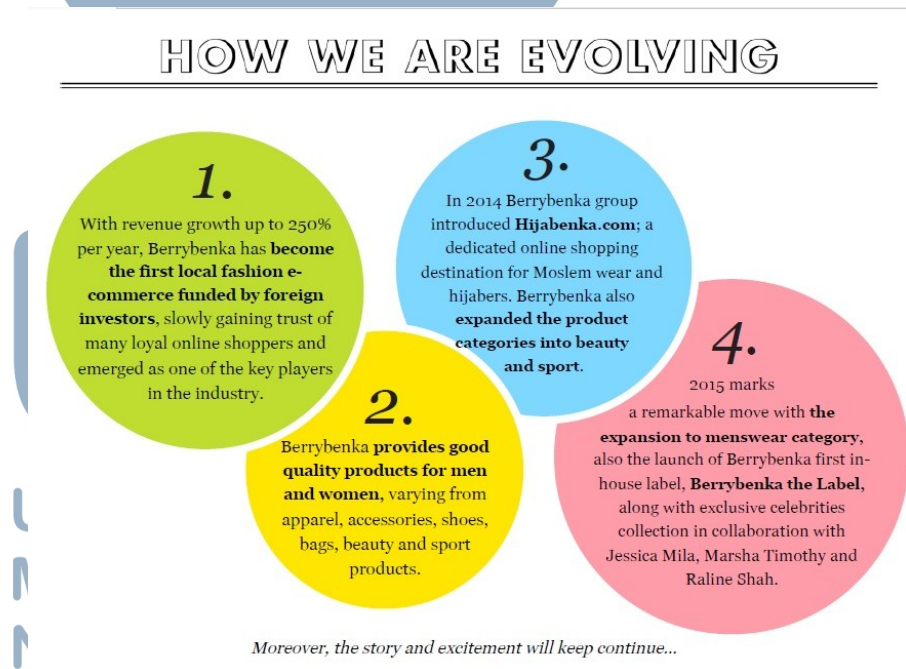 HOW WE ARE EVOLVING
1.
With revenue growth up to 250%
per year, Berrybenka has become
the first local fashion e-
commerce funded by foreign
investors, slowly gaining trust of
many loyal online shoppers and
emerged as one of the key players
in the industry.
2.
Berrybenka provides good
quality products for men
and women, varying from
apparel, accessories, shoes,
bags, beauty and sport
products.
3.
In 2014 Berrybenka group
introduced Hijabenka.com; a
dedicated online shopping
destination for Moslem wear and
hijabers. Berrybenka also
expanded the product
categories into beauty
and sport.
4.
2015 marks
a remarkable move with the
expansion to menswear category,
also the launch of Berrybenka first in-
house label, Berrybenka the Label,
along with exclusive celebrities
collection in collaboration with
Jessica Mila, Marsha Timothy and
Raline Shah.
Moreover, the story and excitement will keep continue...